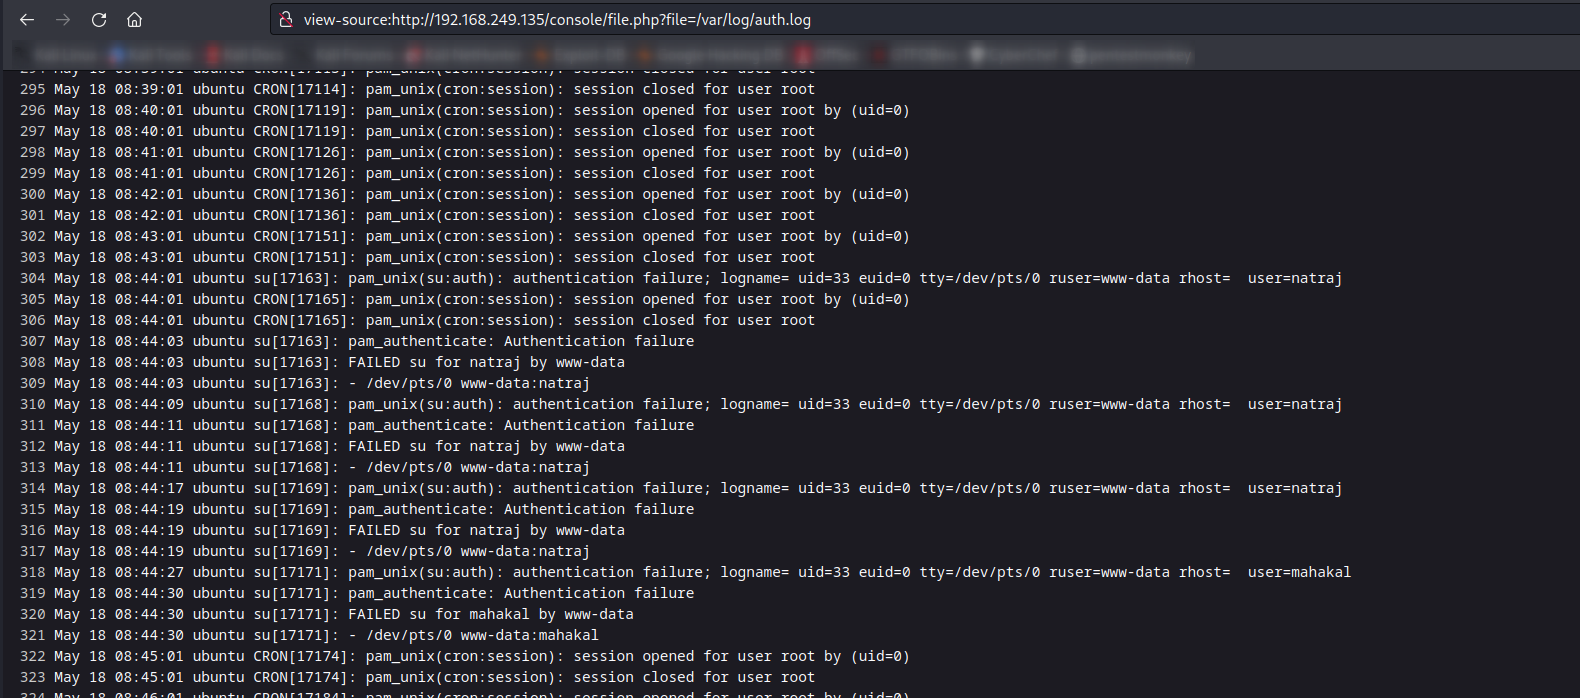 view-source:http://192.168.249.135/console/file.php?file=/var/log/auth.log
295 May 18 08:39:01 ubuntu CRON[17114]: pam_unix(cron:session): session closed for user root
296 May 18 08:40:01 ubuntu CRON[17119]: pam_unix(cron:session): session opened for user root by (uid=0)
297 May 18 08:40:01 ubuntu CRON[17119]: pam_unix(cron:session): session closed for user root
298 May 18 08:41:01 ubuntu CRON[17126]: pam_unix(cron:session): session opened for user root by (uid=0)
299 May 18 08:41:01 ubuntu CRON[17126]: pam_unix(cron:session): session closed for user root
300 May 18 08:42:01 ubuntu CRON[17136]: pam_unix(cron:session): session opened for user root by (uid=0)
301 May 18 08:42:01 ubuntu CRON[17136]: pam_unix(cron:session): session closed for user root
302 May 18 08:43:01 ubuntu CRON[17151]: pam_unix(cron:session): session opened for user root by (uid=0)
303 May 18 08:43:01 ubuntu CRON[17151]: pam_unix(cron:session): session closed for user root
304 May 18 08:44:01 ubuntu su[17163]: pam_unix(su:auth): authentication failure; logname= uid=33 euid=0 tty=/dev/pts/0 ruser=www-data rhost=  user=natraj
305 May 18 08:44:01 ubuntu CRON[17165]: pam_unix(cron:session): session opened for user root by (uid=0)
306 May 18 08:44:01 ubuntu CRON[17165]: pam_unix(cron:session): session closed for user root
307 May 18 08:44:03 ubuntu su[17163]: pam_authenticate: Authentication failure
308 May 18 08:44:03 ubuntu su[17163]: FAILED su for natraj by www-data
309 May 18 08:44:03 ubuntu su[17163]: - /dev/pts/0 www-data:natraj
310 May 18 08:44:09 ubuntu su[17168]: pam_unix(su:auth): authentication failure; logname= uid=33 euid=0 tty=/dev/pts/0 ruser=www-data rhost=  user=natraj
311 May 18 08:44:11 ubuntu su[17168]: pam_authenticate: Authentication failure
312 May 18 08:44:11 ubuntu su[17168]: FAILED su for natraj by www-data
313 May 18 08:44:11 ubuntu su[17168]: - /dev/pts/0 www-data:natraj
314 May 18 08:44:17 ubuntu su[17169]: pam_unix(su:auth): authentication failure; logname= uid=33 euid=0 tty=/dev/pts/0 ruser=www-data rhost=  user=natraj
315 May 18 08:44:19 ubuntu su[17169]: pam_authenticate: Authentication failure
316 May 18 08:44:19 ubuntu su[17169]: FAILED su for natraj by www-data
317 May 18 08:44:19 ubuntu su[17169]: - /dev/pts/0 www-data:natraj
318 May 18 08:44:27 ubuntu su[17171]: pam_unix(su:auth): authentication failure; logname= uid=33 euid=0 tty=/dev/pts/0 ruser=www-data rhost=  user=mahakal
319 May 18 08:44:30 ubuntu su[17171]: pam_authenticate: Authentication failure
320 May 18 08:44:30 ubuntu su[17171]: FAILED su for mahakal by www-data
321 May 18 08:44:30 ubuntu su[17171]: - /dev/pts/0 www-data:mahakal
322 May 18 08:45:01 ubuntu CRON[17174]: pam_unix(cron:session): session opened for user root by (uid=0)
323 May 18 08:45:01 ubuntu CRON[17174]: pam_unix(cron:session): session closed for user root
324 May 18 08:46:01 ubuntu CRON[17184]: pam_unix(cron:session): session opened for user root by (uid=0)